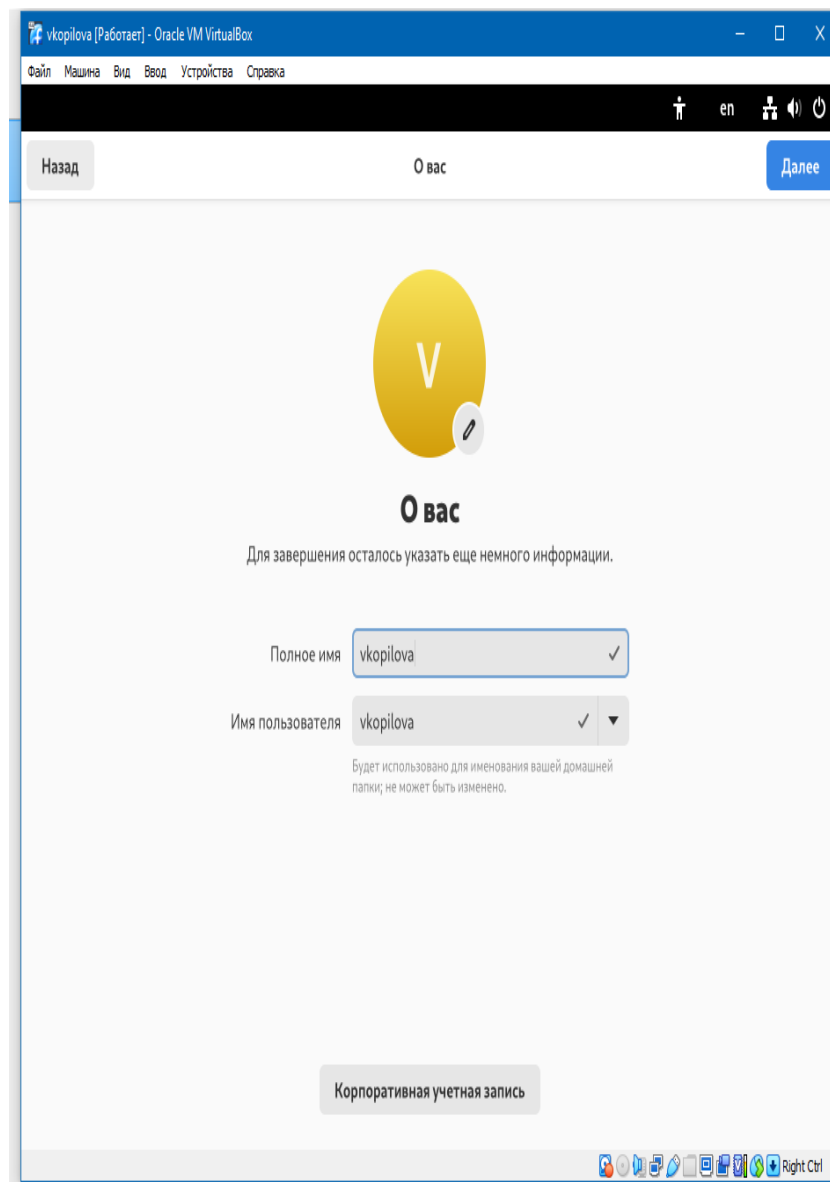 vkopilova [Работает] - Oracle VM VirtualBox
Файл Машина Вид Ввод Устройства Справка
en
Назад
О вас
Далее
V
О вас
Для завершения осталось указать еще немного информации.
Полное имя vkopilova
Имя пользователя vkopilova
Будет использовано для именования вашей домашней
папки; не может быть изменено.
Корпоративная учетная запись
Right Ctrl